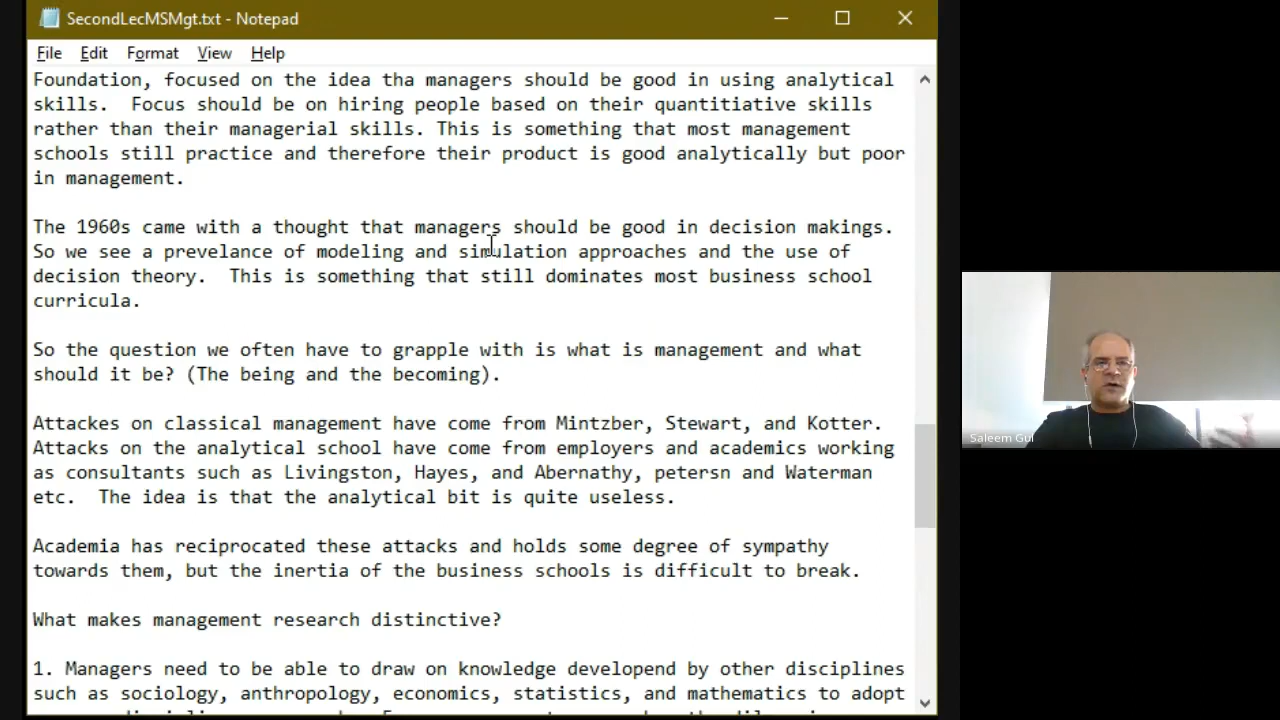 SecondLecMSMgt.txt - Notepad
File Edit Format View Help
Foundation, focused on the idea tha managers should be good in using analytical
skills.  Focus should be on hiring people based on their quantitiative skills
rather than their managerial skills. This is something that most management
schools still practice and therefore their product is good analytically but poor
in management.
The 1960s came with a thought that managers should be good in decision makings.
So we see a prevelance of modeling and simulation approaches and the use of
decision theory.  This is something that still dominates most business school
curricula.
So the question we often have to grapple with is what is management and what
should it be? (The being and the becoming).
Attackes on classical management have come from Mintzber, Stewart, and Kotter.
Attacks on the analytical school have come from employers and academics working
as consultants such as Livingston, Hayes, and Abernathy, petersn and Waterman
etc.  The idea is that the analytical bit is quite useless.
Academia has reciprocated these attacks and holds some degree of sympathy
towards them, but the inertia of the business schools is difficult to break.
What makes management research distinctive?
1. Managers need to be able to draw on knowledge developend by other disciplines
such as sociology, anthropology, economics, statistics, and mathematics to adopt
Saleem Gul